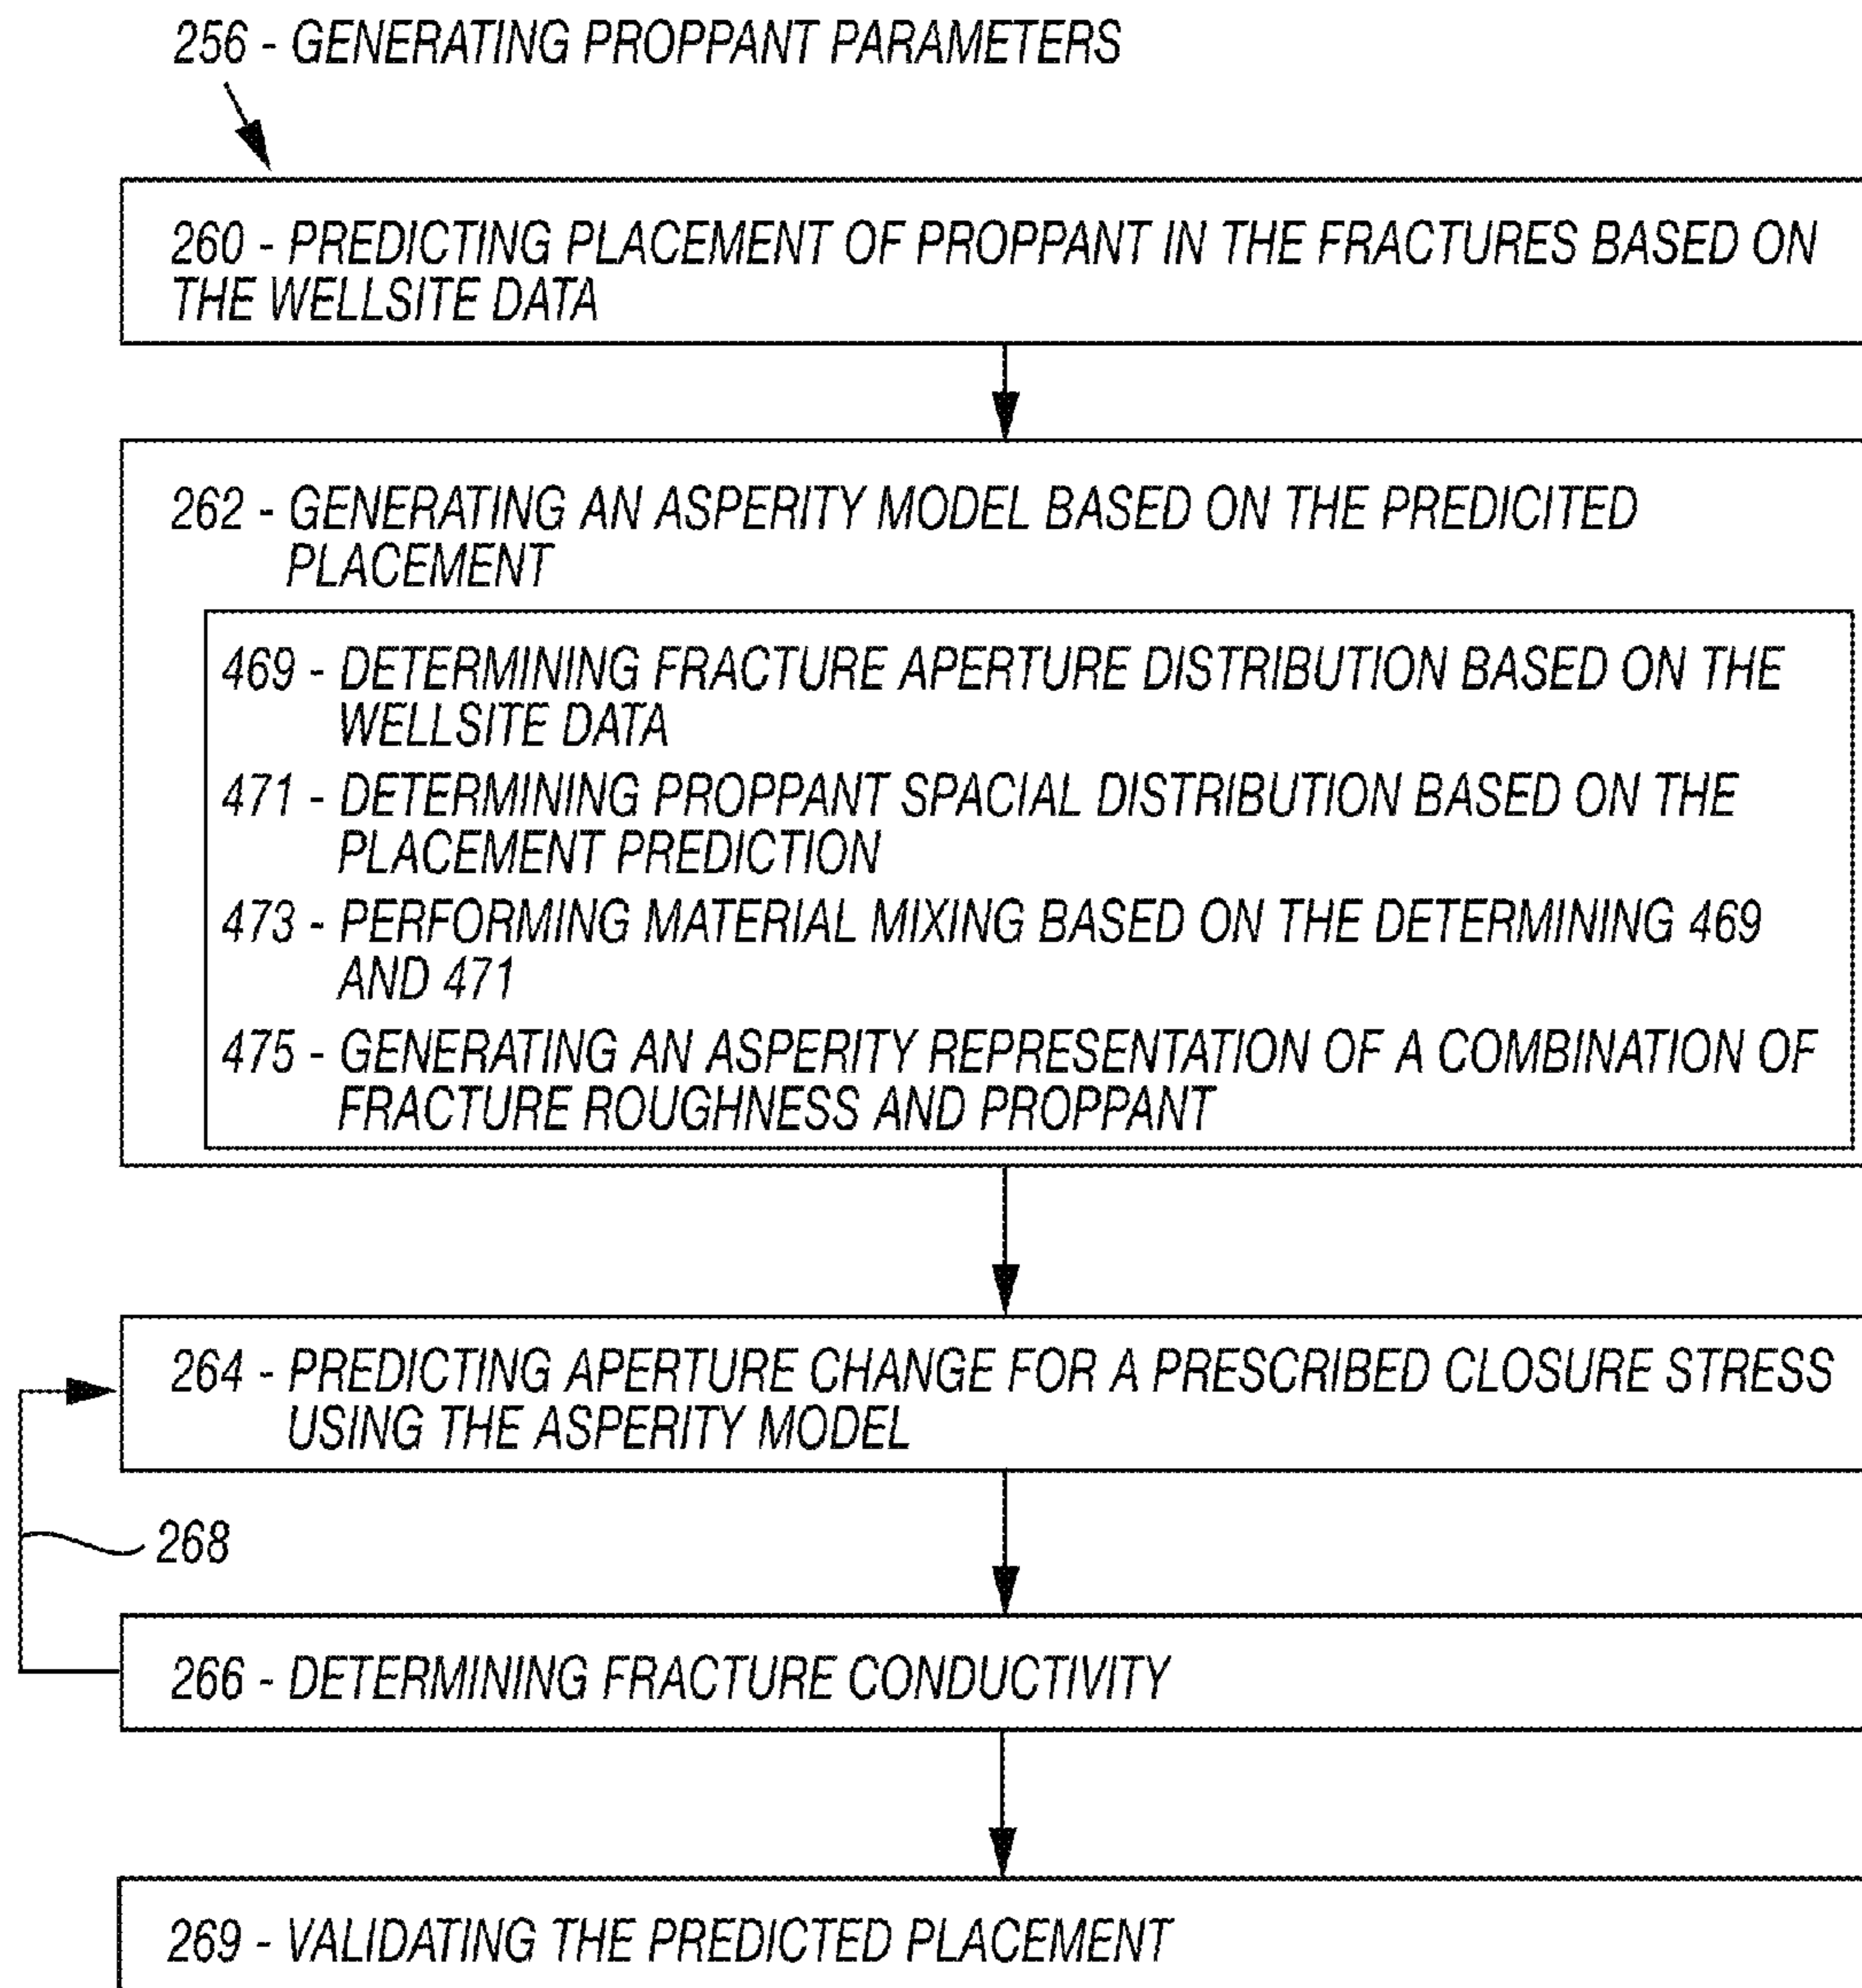 256 - GENERATING PROPPANT PARAMETERS
260 - PREDICTING PLACEMENT OF PROPPANT IN THE FRACTURES BASED ON
THE WELLSITE DATA
262 - GENERATING AN ASPERITY MODEL BASED ON THE PREDICITED
PLACEMENT
469 - DETERMINING FRACTURE APERTURE DISTRIBUTION BASED ON THE
WELLSITE DATA
471 - DETERMINING PROPPANT SPACIAL DISTRIBUTION BASED ON THE
PLACEMENT PREDICTION
473 - PERFORMING MATERIAL MIXING BASED ON THE DETERMINING 469
AND 471
475 - GENERATING AN ASPERITY REPRESENTATION OF A COMBINATION OF
FRACTURE ROUGHNESS AND PROPPANT
264 - PREDICTING APERTURE CHANGE FOR A PRESCRIBED CLOSURE STRESS
USING THE ASPERITY MODEL
268
266 - DETERMINING FRACTURE CONDUCTIVITY
269 - VALIDATING THE PREDICTED PLACEMENT